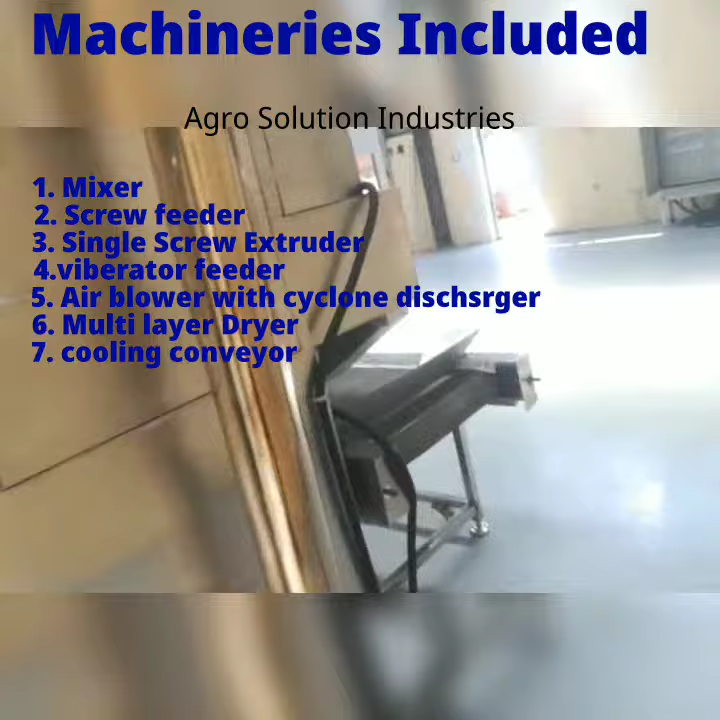 Machineries Included
Agro Solution Industries
1. Mixer
2. Screw feeder
3. Single Screw Extruder
4.viberator feeder
5. Air blower with cyclone dischsrger
6. Multi layer Dryer
7. cooling conveyor